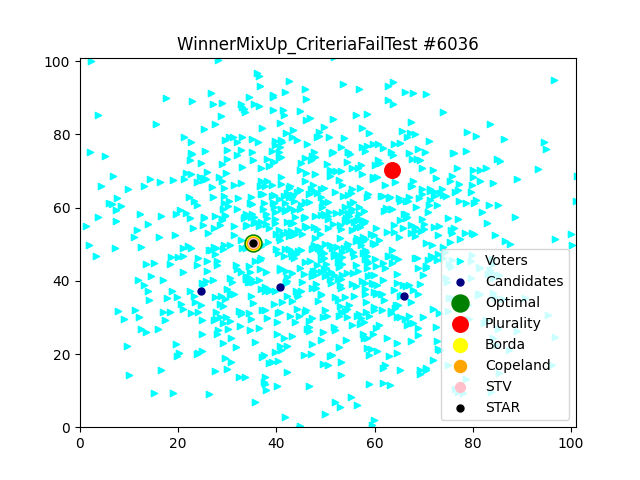 WinnerMixUp_CriteriaFailTest #6036
100
80
60
40
20
0
0
20
40
60
80
100
Voters
Candidates
Optimal
Plurality
Borda
Copeland
STV
STAR